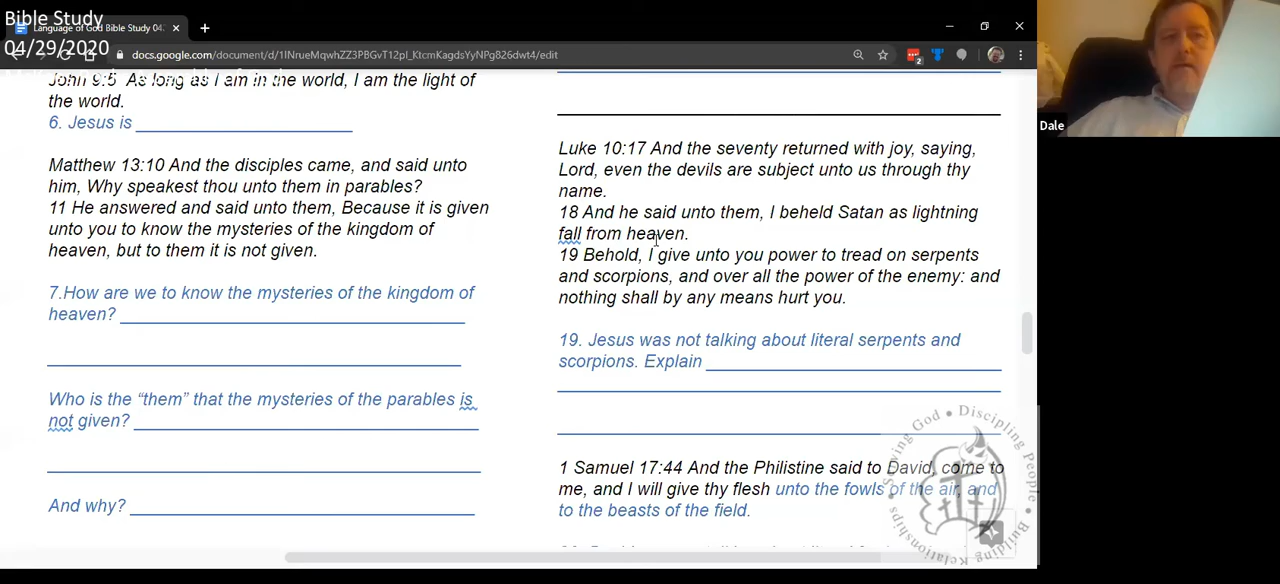 Bible Study
04/29/2020
Language of God Bible Study 04
docs.google.com/document/d/1INrueMqwhZZ3PBGvT12pJ_KtcmKagdsYyNPg826dwt4/edit
2
Dale
John 9:5 As long as I am in the world, I am the light of
the world.
6. Jesus is
Matthew 13:10 And the disciples came, and said unto
him, Why speakest thou unto them in parables?
11 He answered and said unto them, Because it is given
unto you to know the mysteries of the kingdom of
heaven, but to them it is not given.
7.How are we to know the mysteries of the kingdom of
heaven?
Who is the “them” that the mysteries of the parables is
not given?
And why?
Luke 10:17 And the seventy returned with joy, saying,
Lord, even the devils are subject unto us through thy
name.
18 And he said unto them, I beheld Satan as lightning
fall from heaven.
19 Behold, I give unto you power to tread on serpents
and scorpions, and over all the power of the enemy: and
nothing shall by any means hurt you.
19. Jesus was not talking about literal serpents and
scorpions. Explain
1 Samuel 17:44 And the Philistine said to David, come to
me, and I will give thy flesh unto the fowls of the air, and
to the beasts of the field.
Serving God • Discipling People • Building Relationships